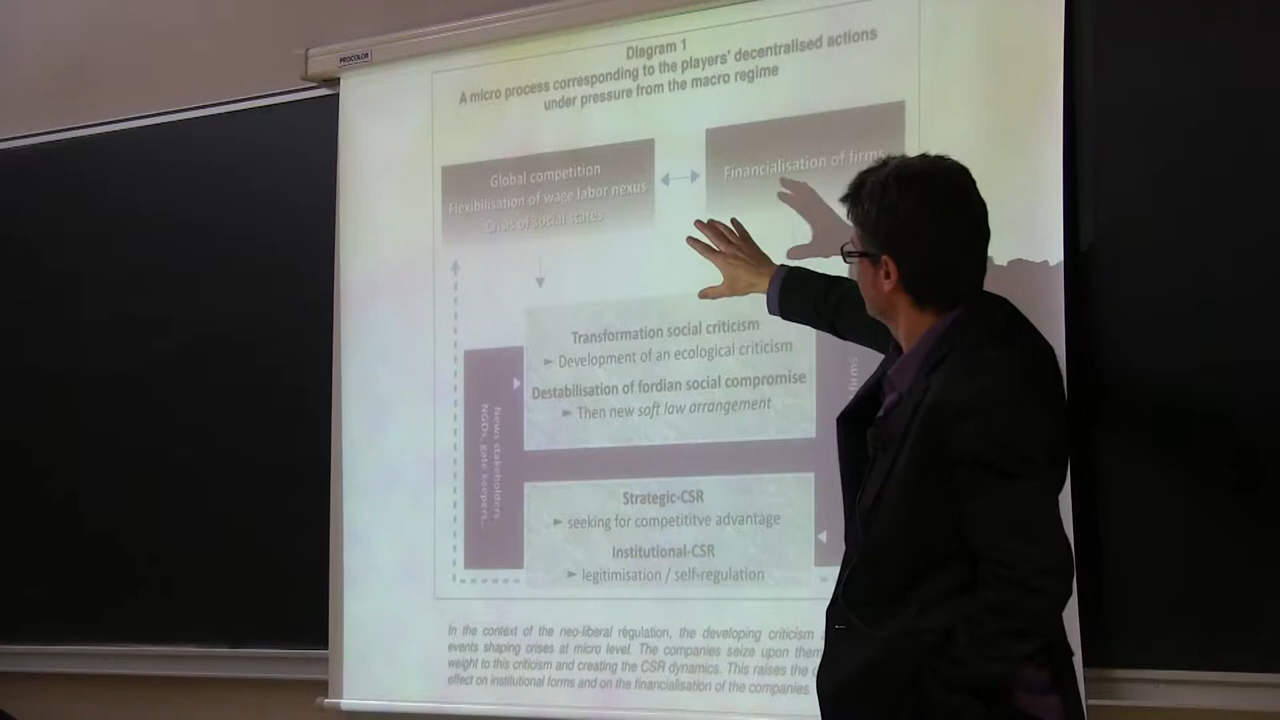 PROCOLOR
Diagram 1
A micro process corresponding to the players' decentralised actions
under pressure from the macro regime
Global competition
Flexibilisation of wage labor nexus
Crisis of social states
Financialisation of firms
Transformation social criticism
► Development of an ecological criticism
Destabilisation of fordian social compromise
► Then new soft law arrangement
News stakeholders
NGOs, gate keepers...
firms
Strategic-CSR
► seeking for competititve advantage
Institutional-CSR
► legitimisation / self-regulation
In the context of the neo-liberal régulation, the developing criticism
events shaping crises at micro level. The companies seize upon them
weight to this criticism and creating the CSR dynamics. This raises the
effect on institutional forms and on the financialisation of the companies.